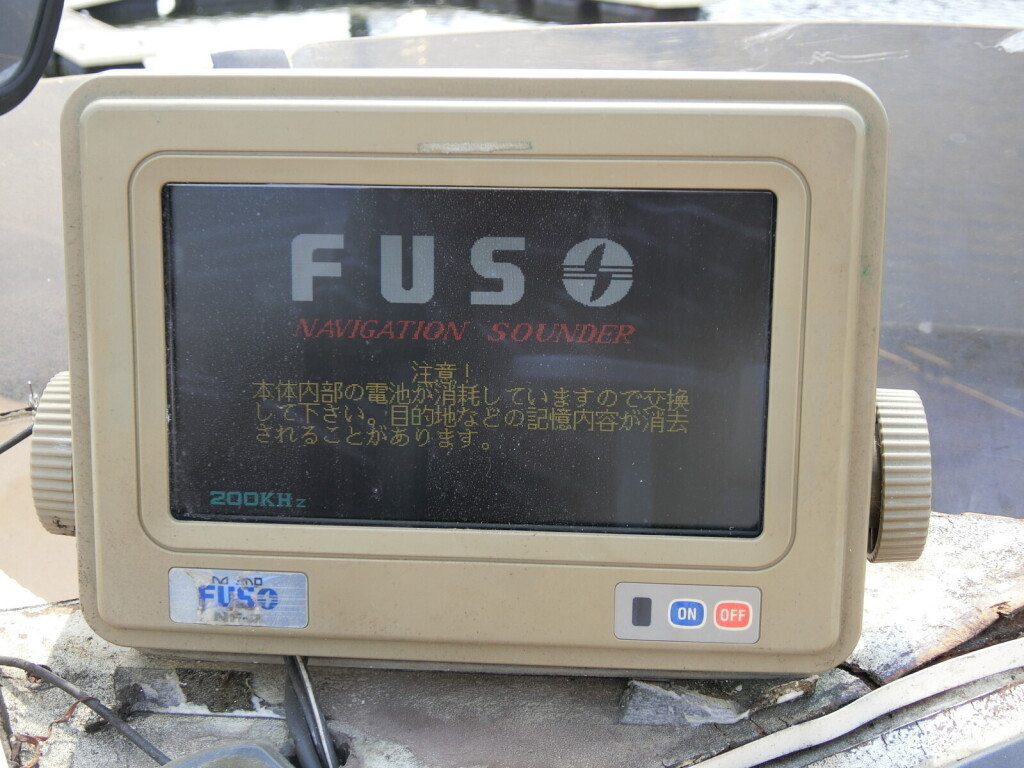 FUSO
NAVIGATION SOUNDER
注意！
本体内部の電池が消耗していますので交換
して下さい。目的地などの記憶内容が消去
されることがあります。
200KHz
FUSO
ON OFF